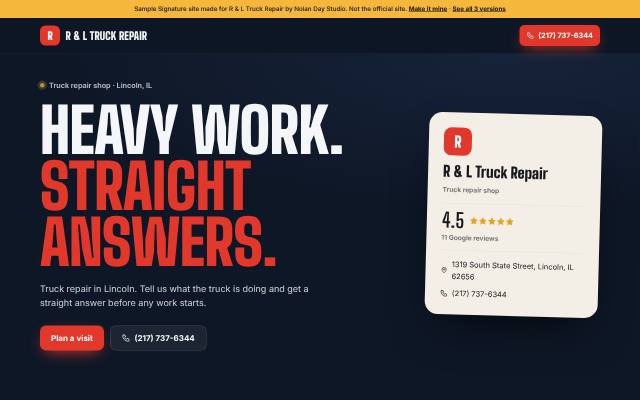 Sample Signature site made for R & L Truck Repair by Nolan Day Studio. Not the official site. Make it mine · See all 3 versions
R R & L TRUCK REPAIR
(217) 737-6344
Truck repair shop · Lincoln, IL
HEAVY WORK.
STRAIGHT
ANSWERS.
Truck repair in Lincoln. Tell us what the truck is doing and get a
straight answer before any work starts.
Plan a visit
(217) 737-6344
R
R & L Truck Repair
Truck repair shop
4.5
11 Google reviews
1319 South State Street, Lincoln, IL
62656
(217) 737-6344